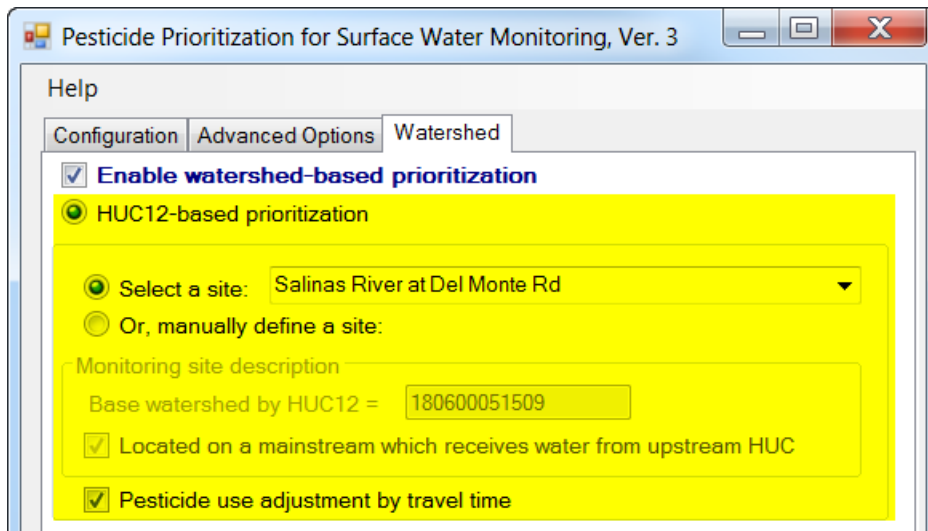 Pesticide Prioritization for Surface Water Monitoring, Ver. 3
Help
Configuration Advanced Options Watershed
Enable watershed-based prioritization
HUC12-based prioritization
Select a site: Salinas River at Del Monte Rd
Or, manually define a site:
Monitoring site description
Base watershed by HUC12 = 180600051509
Located on a mainstream which receives water from upstream HUC
Pesticide use adjustment by travel time